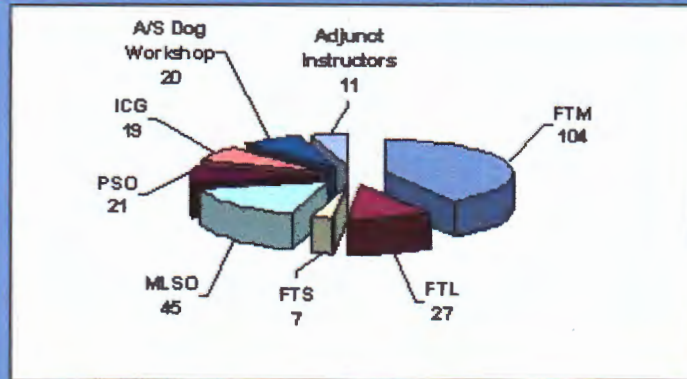 A/S Dog
Workshop
20
Adjunct
Instructors
11
FTM
104
ICG
19
PSO
21
MLSO
45
FTS
7
FTL
27